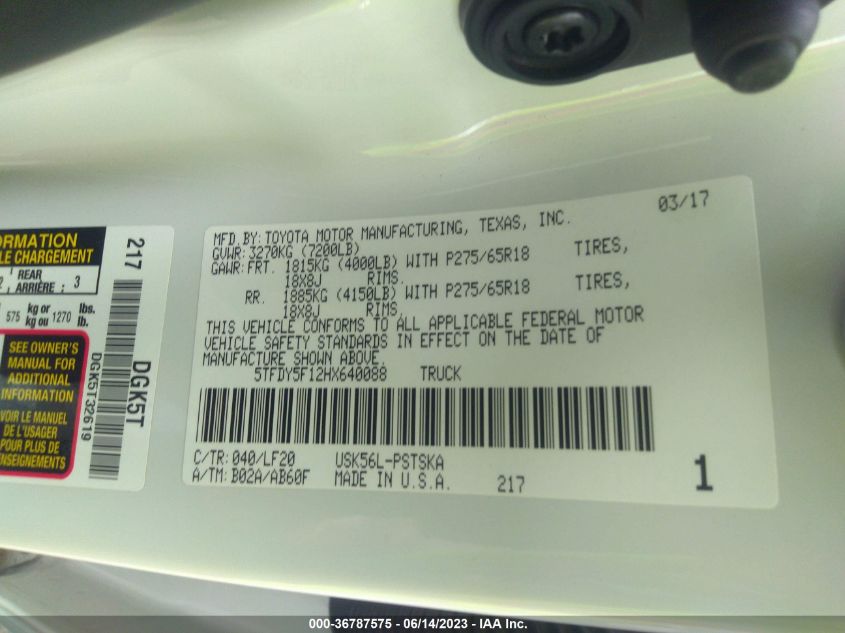 ORMATION
LE CHARGEMENT
REAR
ARRIÈRE : 3
575 kg or kg ou 1270 lbs. lb.
SEE OWNER'S
MANUAL FOR
ADDITIONAL
INFORMATION
VOIR LE MANUEL
DE L'USAGER
POUR PLUS DE
NSEIGNEMENTS
217
DGK5T
DGK5T32619
03/17
MFD.BY:TOYOTA MOTOR MANUFACTURING, TEXAS, INC.
GVWR:3270KG (7200LB)
GAWR:FRT. 1815KG (4000LB) WITH P275/65R18 TIRES,
18X8J RIMS.
RR. 1885KG (4150LB) WITH P275/65R18 TIRES,
18X8J RIMS.
THIS VEHICLE CONFORMS TO ALL APPLICABLE FEDERAL MOTOR
VEHICLE SAFETY STANDARDS IN EFFECT ON THE DATE OF
MANUFACTURE SHOWN ABOVE.
5TFDY5F12HX640088 TRUCK
C/TR:040/LF20 USK56L-PSTSKA
A/TM:B02A/AB60F MADE IN U.S.A. 217 1
000-36787575 - 06/14/2023 - IAA Inc.